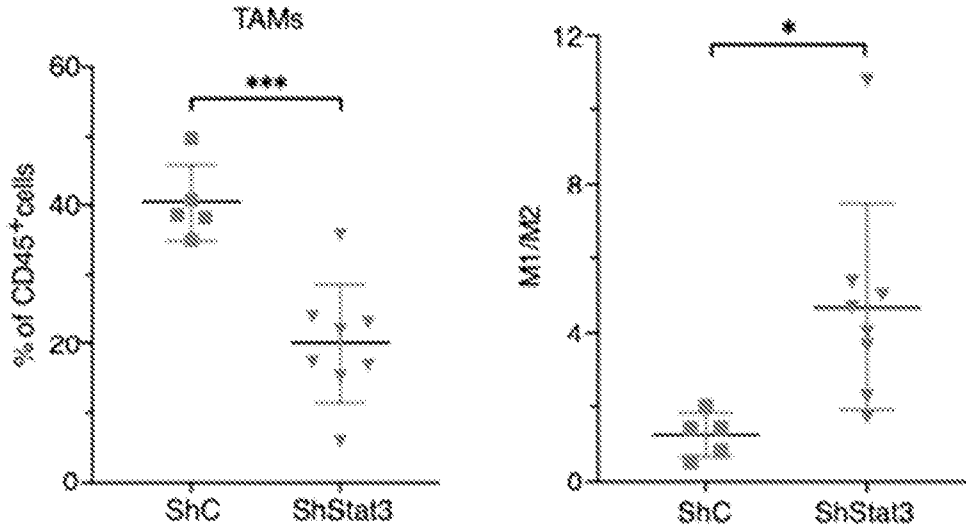 TAMs
% of CD45+cells
60
40
20
0
***
ShC
ShStat3
M1/M2
12
8
4
0
*
ShC
ShStat3